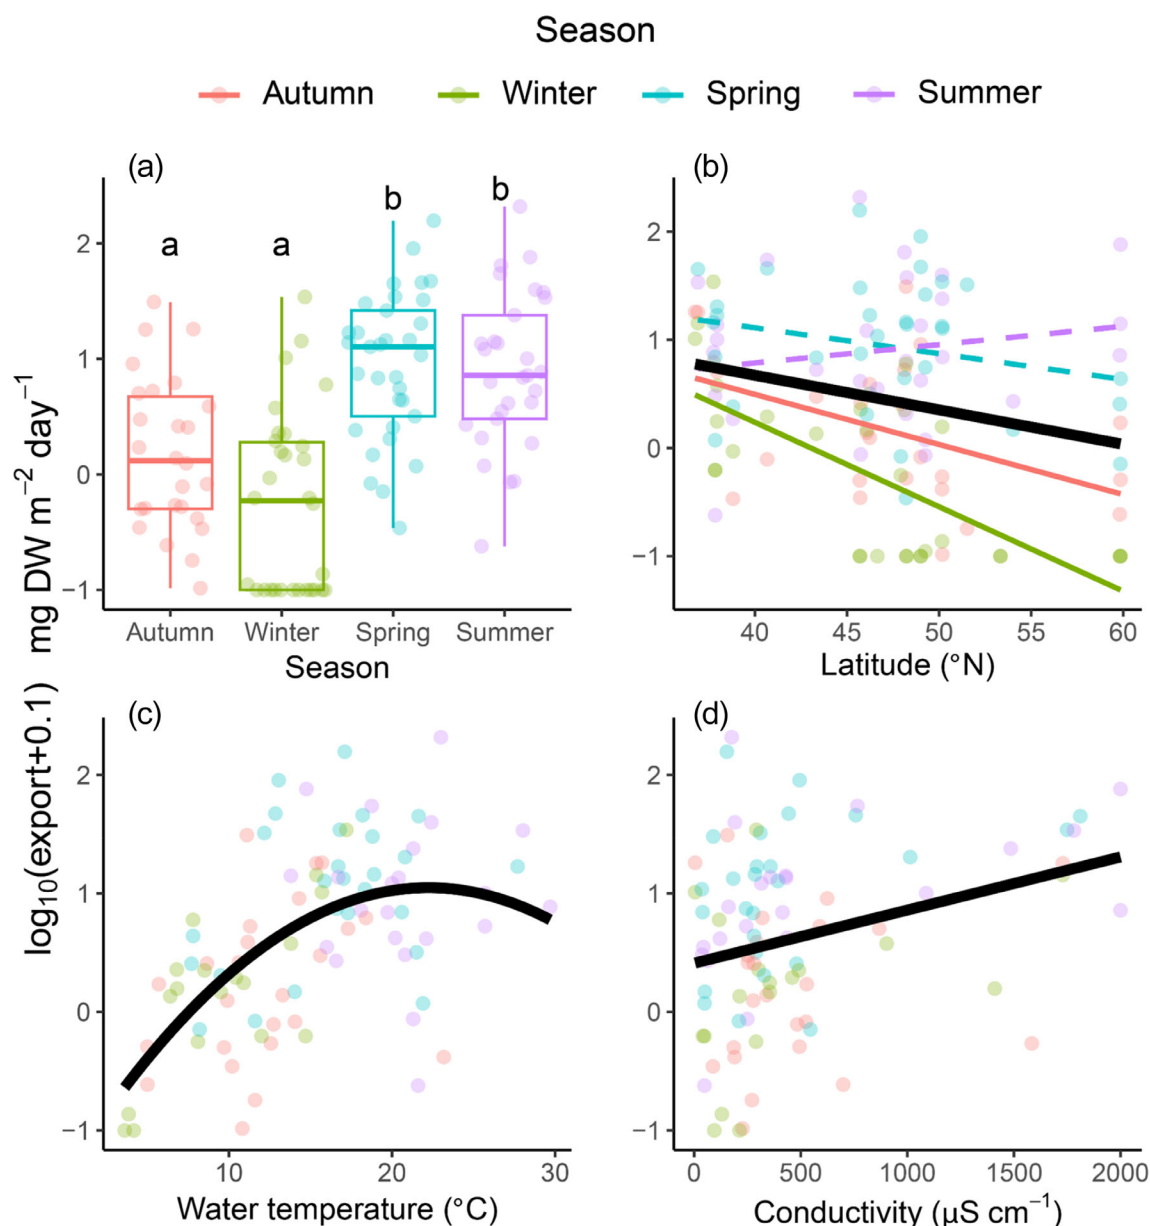 Season
Autumn Winter Spring Summer
(a)
a a b b
2
1
0
−1
Autumn Winter Spring Summer
Season
(b)
2
1
0
−1
40 45 50 55 60
Latitude (°N)
log₁₀(export+0.1) mg DW m⁻² day⁻¹
(c)
2
1
0
−1
10 20 30
Water temperature (°C)
(d)
2
1
0
−1
0 500 1000 1500 2000
Conductivity (µS cm⁻¹)